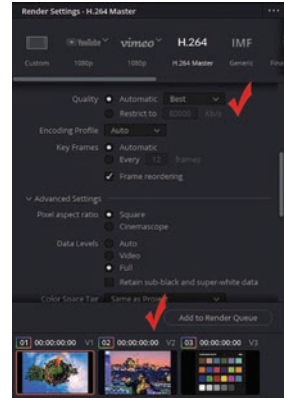 Render Settings - H.264 Master
YouTube vimeo H.264 IMF
Custom 1080p 1080p H.264 Master Generic Fina
Quality Automatic Best
Restrict to 80000 Kb/s
Encoding Profile Auto
Key Frames Automatic
Every 12 frames
Frame reordering
Advanced Settings
Pixel aspect ratio Square
Cinemascope
Data Levels Auto
Video
Full
Retain sub-black and super-white data
Color Space Tag Same as Project
Add to Render Queue
01 00:00:00:00 V1 02 00:00:00:00 V2 03 00:00:00:00 V3